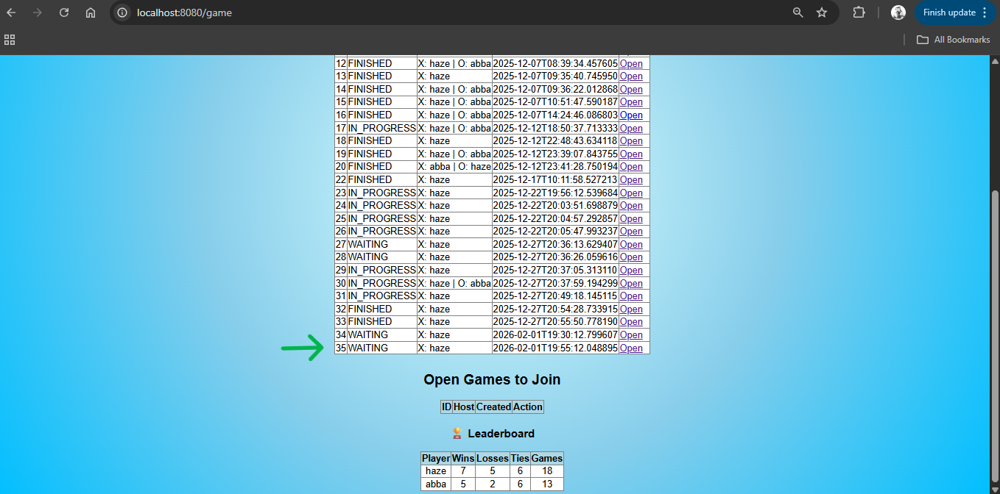 localhost:8080/game
Finish update
All Bookmarks
12 FINISHED X: haze | O: abba 2025-12-07T08:39:34.457605 Open
13 FINISHED X: haze 2025-12-07T09:35:40.745950 Open
14 FINISHED X: haze | O: abba 2025-12-07T09:36:22.012868 Open
15 FINISHED X: haze | O: abba 2025-12-07T10:51:47.590187 Open
16 FINISHED X: haze | O: abba 2025-12-07T14:24:46.086803 Open
17 IN_PROGRESS X: haze | O: abba 2025-12-12T18:50:37.713333 Open
18 FINISHED X: haze 2025-12-12T22:48:43.634118 Open
19 FINISHED X: haze | O: abba 2025-12-12T23:39:07.843755 Open
20 FINISHED X: abba | O: haze 2025-12-12T23:41:28.750194 Open
22 FINISHED X: haze 2025-12-17T10:11:58.527213 Open
23 IN_PROGRESS X: haze 2025-12-22T19:56:12.539684 Open
24 IN_PROGRESS X: haze 2025-12-22T20:03:51.698879 Open
25 IN_PROGRESS X: haze 2025-12-22T20:04:57.292857 Open
26 IN_PROGRESS X: haze 2025-12-22T20:05:47.993237 Open
27 WAITING X: haze 2025-12-27T20:36:13.629407 Open
28 WAITING X: haze 2025-12-27T20:36:26.059616 Open
29 IN_PROGRESS X: haze 2025-12-27T20:37:05.313110 Open
30 IN_PROGRESS X: haze | O: abba 2025-12-27T20:37:59.194299 Open
31 IN_PROGRESS X: haze 2025-12-27T20:49:18.145115 Open
32 FINISHED X: haze 2025-12-27T20:54:28.733915 Open
33 FINISHED X: haze 2025-12-27T20:55:50.778190 Open
34 WAITING X: haze 2026-02-01T19:30:12.799607 Open
35 WAITING X: haze 2026-02-01T19:55:12.048895 Open
Open Games to Join
ID Host Created Action
Leaderboard
Player Wins Losses Ties Games
haze 7 5 6 18
abba 5 2 6 13